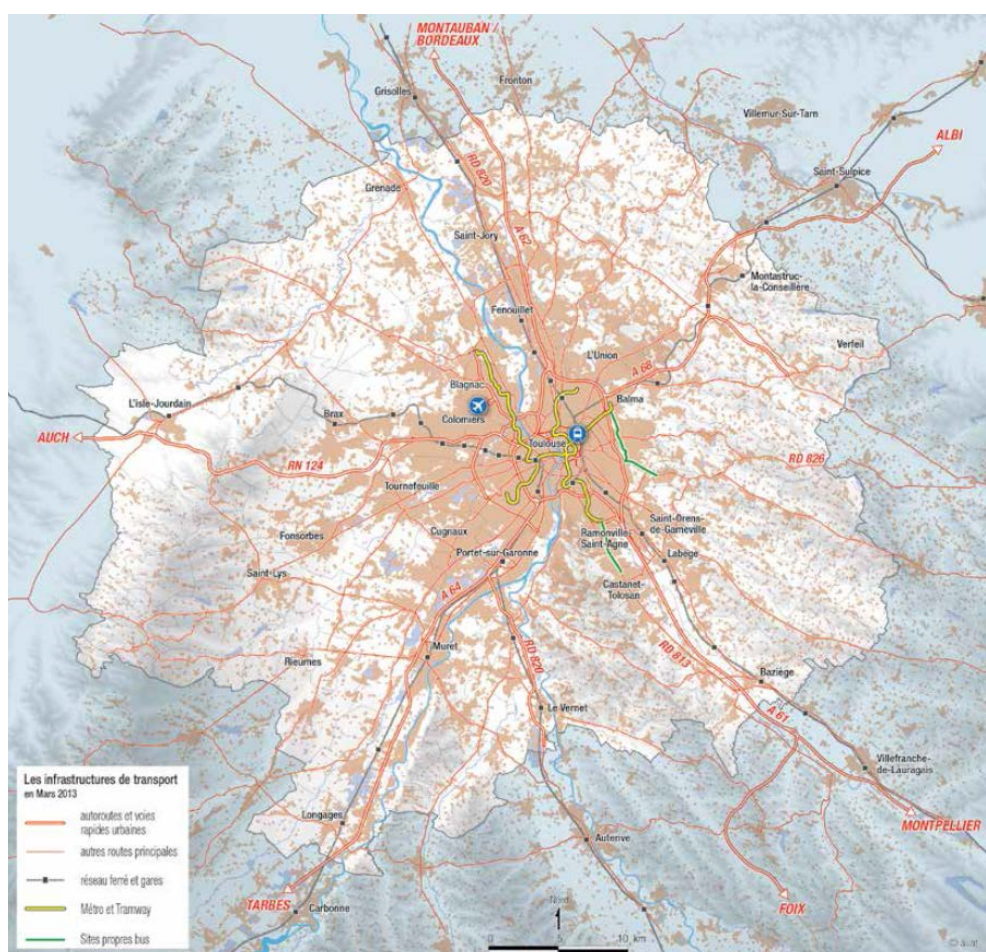 MONTAUBAN /
BORDEAUX
Grisolles
Fronton
Villemur-Sur-Tarn
ALBI
RD 820
Saint-Sulpice
Grenade
Saint-Jory
A 62
Montastruc-
la-Conseillère
Fenouillet
L'Union
Verfeil
A 68
Blagnac
L'Isle-Jourdain
Balma
Brax
Colomiers
AUCH
Toulouse
RN 124
RD 826
Tournefeuille
Fonsorbes
Cugnaux
Ramonville-
Saint-Agne
Saint-Orens-
de-Gameville
Portet-sur-Garonne
Labège
Saint-Lys
A 64
Castanet-
Tolosan
Muret
Rieumes
RD 820
RD 813
Baziège
Le Vernet
A 61
Villefranche-
de-Lauragais
Les infrastructures de transport
en Mars 2013
autoroutes et voies
rapides urbaines
autres routes principales
réseau ferré et gares
Métro et Tramway
Sites propres bus
Longages
MONTPELLIER
Auterive
TARBES
Carbonne
FOIX
Nord
0 10 km
© auat